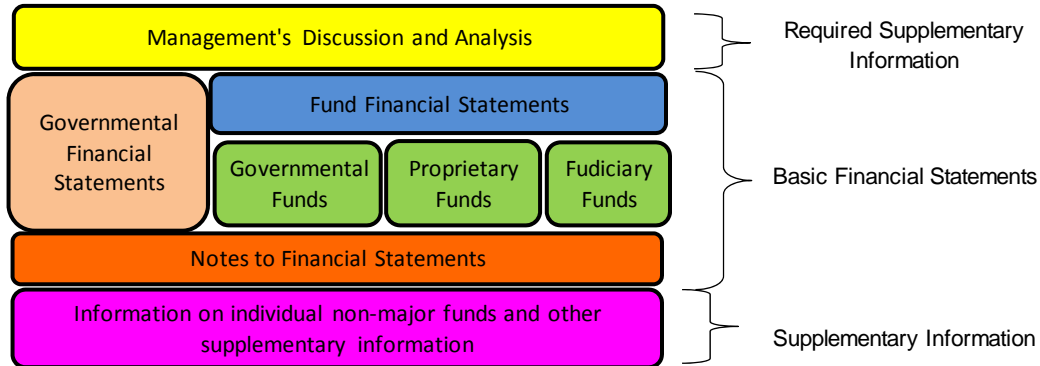 Management's Discussion and Analysis
Required Supplementary
Information
Governmental
Financial
Statements
Fund Financial Statements
Governmental
Funds
Proprietary
Funds
Fudiciary
Funds
Basic Financial Statements
Notes to Financial Statements
Information on individual non-major funds and other
supplementary information
Supplementary Information